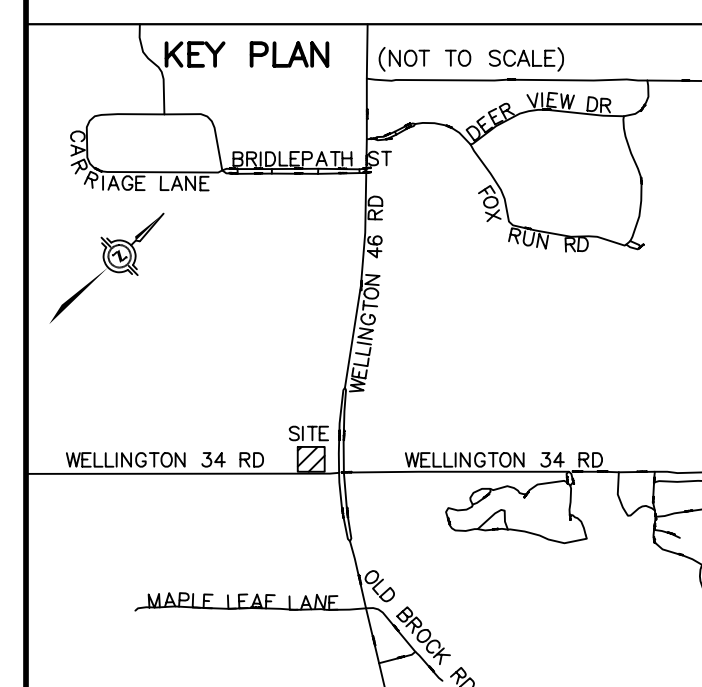 KEY PLAN (NOT TO SCALE)
DEER VIEW DR
CARRIAGE LANE
BRIDLEPATH ST
FOX RUN RD
WELLINGTON 46 RD
N
SITE
WELLINGTON 34 RD
WELLINGTON 34 RD
MAPLE LEAF LANE
OLD BROCK RD